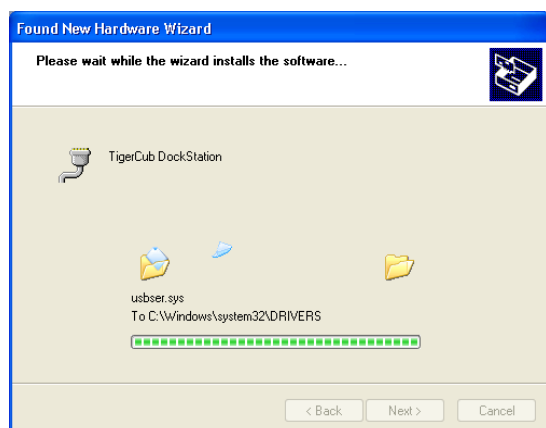 Found New Hardware Wizard
Please wait while the wizard installs the software...
TigerCub DockStation
usbser.sys
To C:\Windows\system32\DRIVERS
< Back
Next >
Cancel